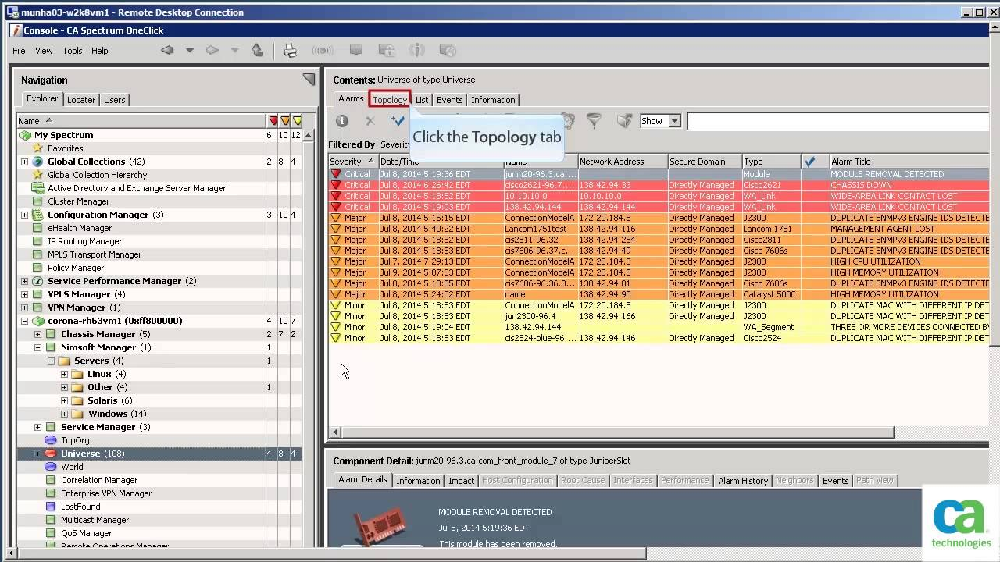 munha03-w2k8vm1 - Remote Desktop Connection
Console - CA Spectrum OneClick
File View Tools Help
Navigation
Explorer Locater Users
Name
My Spectrum 6 10 12
Favorites
Global Collections (42) 2 8 4
Global Collection Hierarchy
Active Directory and Exchange Server Manager
Cluster Manager
Configuration Manager (3) 3 10 4
eHealth Manager
IP Routing Manager
MPLS Transport Manager
Policy Manager
Service Performance Manager (2)
VPLS Manager (4)
VPN Manager (1)
corona-rh63vm1 (0xff800000) 4 10 7
Chassis Manager (5) 2 7 2
Nimsoft Manager (2) 1
Servers (4) 1
Linux (4)
Other (4) 1
Solaris (6)
Windows (14)
Service Manager (3)
TopOrg
Universe (108) 4 8 4
World
Correlation Manager
Enterprise VPN Manager
LostFound
Multicast Manager
QoS Manager
Remote Operations Manager
Contents: Universe of type Universe
Alarms Topology List Events Information
Show
Click the Topology tab
Filtered By: Severity
Severity Date/Time Name Network Address Secure Domain Type Alarm Title
Critical Jul 8, 2014 5:19:36 EDT junm20-96.3.ca.... Module MODULE REMOVAL DETECTED
Critical Jul 8, 2014 6:26:42 EDT cisco2621-96.7.... 138.42.94.33 Directly Managed Cisco2621 CHASSIS DOWN
Critical Jul 8, 2014 5:18:52 EDT 10.10.10.0 10.10.10.0 Directly Managed WA_Link WIDE-AREA LINK CONTACT LOST
Critical Jul 8, 2014 5:19:03 EDT 138.42.94.144 138.42.94.144 Directly Managed WA_Link WIDE-AREA LINK CONTACT LOST
Major Jul 8, 2014 5:15:15 EDT ConnectionModelA 172.20.184.5 Directly Managed J2300 DUPLICATE SNMPv3 ENGINE IDS DETECTE
Major Jul 8, 2014 5:40:22 EDT Lancom1751test 138.42.94.116 Directly Managed Lancom 1751 MANAGEMENT AGENT LOST
Major Jul 8, 2014 5:18:53 EDT cis2811-96.32 138.42.94.254 Directly Managed Cisco2811 DUPLICATE SNMPv3 ENGINE IDS DETECTE
Major Jul 8, 2014 5:18:53 EDT cis7606-96.37.c... 138.42.94.49 Directly Managed Cisco 7606s DUPLICATE SNMPv3 ENGINE IDS DETECTE
Major Jul 7, 2014 7:29:13 EDT ConnectionModelA 172.20.184.5 Directly Managed J2300 HIGH CPU UTILIZATION
Major Jul 9, 2014 5:07:33 EDT ConnectionModelA 172.20.184.5 Directly Managed J2300 HIGH MEMORY UTILIZATION
Major Jul 8, 2014 5:18:55 EDT cis7606-96.36.3... 138.42.94.81 Directly Managed Cisco 7606s DUPLICATE SNMPv3 ENGINE IDS DETECTE
Major Jul 8, 2014 5:24:02 EDT name 138.42.94.90 Directly Managed Catalyst 5000 HIGH MEMORY UTILIZATION
Minor Jul 8, 2014 5:18:53 EDT ConnectionModelA 172.20.184.5 Directly Managed J2300 DUPLICATE MAC WITH DIFFERENT IP DET
Minor Jul 8, 2014 5:18:53 EDT jun2300-96.4 138.42.94.166 Directly Managed J2300 DUPLICATE MAC WITH DIFFERENT IP DET
Minor Jul 8, 2014 5:19:04 EDT 138.42.94.144 WA_Segment THREE OR MORE DEVICES CONNECTED BY
Minor Jul 8, 2014 5:18:53 EDT cis2524-blue-96.... 138.42.94.146 Directly Managed Cisco2524 DUPLICATE MAC WITH DIFFERENT IP DET
Component Detail: junm20-96.3.ca.com_front_module_7 of type JuniperSlot
Alarm Details Information Impact Host Configuration Root Cause Interfaces Performance Alarm History Neighbors Events Path View
MODULE REMOVAL DETECTED
Jul 8, 2014 5:19:36 EDT
This module has been removed.
ca
technologies